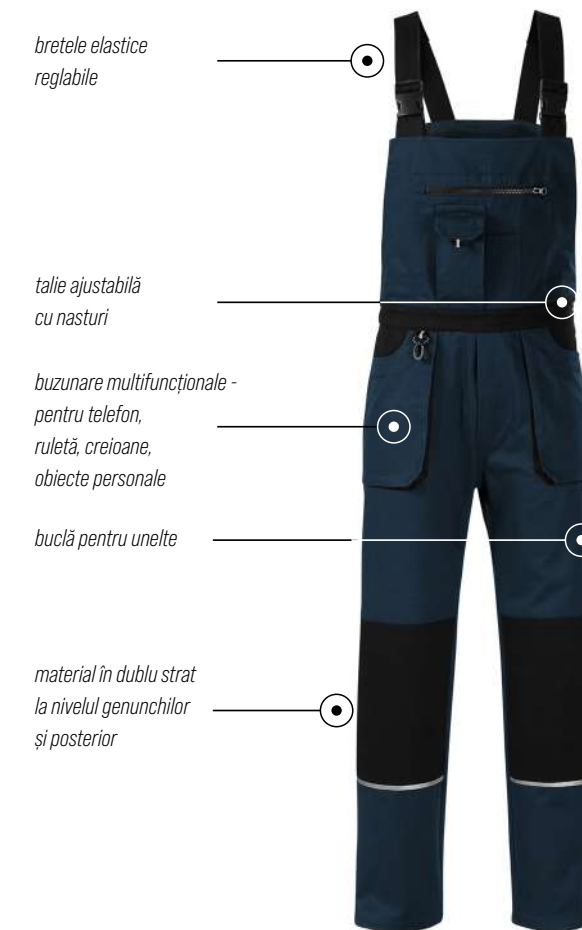 bretele elastice
reglabile
talie ajustabilă
cu nasturi
buzunare multifuncționale -
pentru telefon,
ruletă, creioane,
obiecte personale
buclă pentru unelte
material în dublu strat
la nivelul genunchilor
și posterior